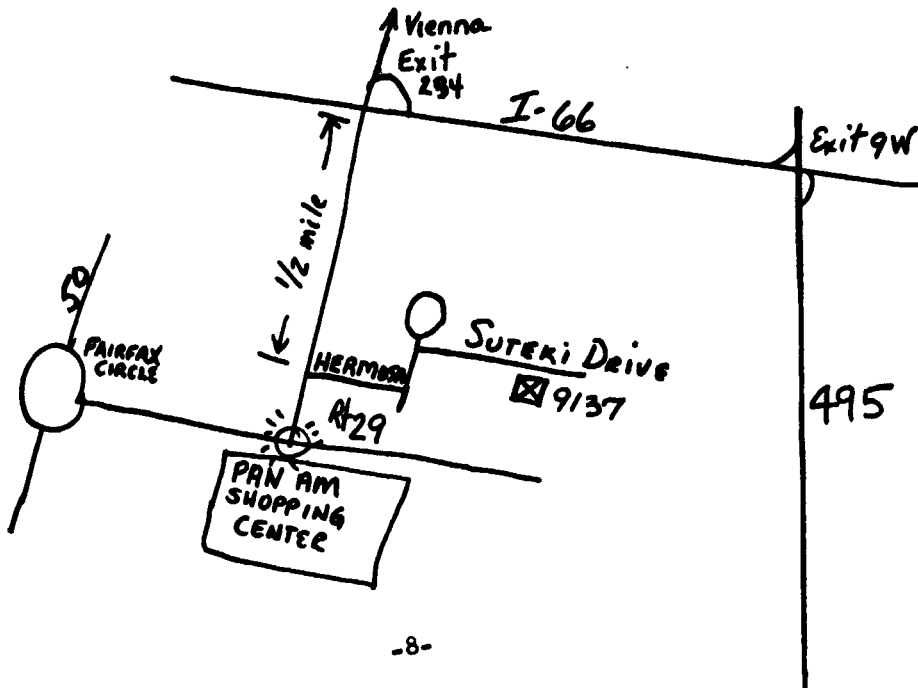 Vienna
Exit
284
I-66
Exit 9W
1/2 mile
50
FAIRFAX
CIRCLE
HERMOSA
SUTEKI DRIVE
9137
Rt29
495
PAN AM
SHOPPING
CENTER
-8-